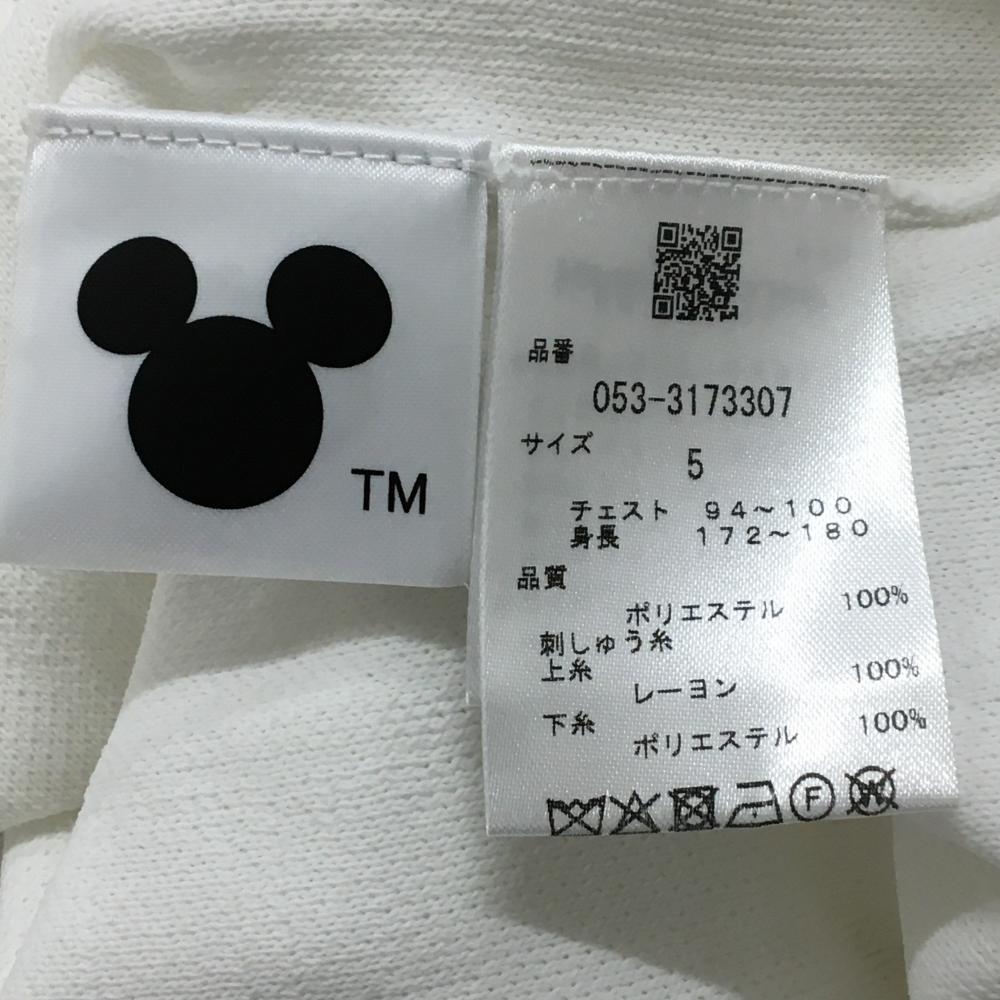 TM
品番
053-3173307
サイズ
5
チェスト 94～100
身長 172～180
品質
ポリエステル 100%
刺しゅう糸
上糸
レーヨン 100%
下糸
ポリエステル 100%
F
W